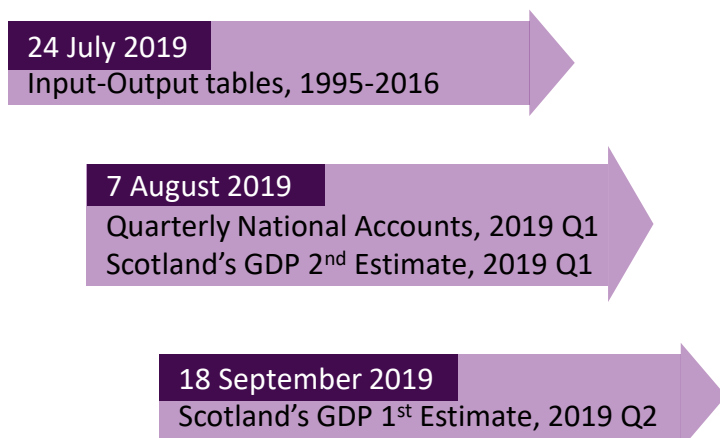 24 July 2019
Input-Output tables, 1995-2016
7 August 2019
Quarterly National Accounts, 2019 Q1
Scotland’s GDP 2nd Estimate, 2019 Q1
18 September 2019
Scotland’s GDP 1st Estimate, 2019 Q2